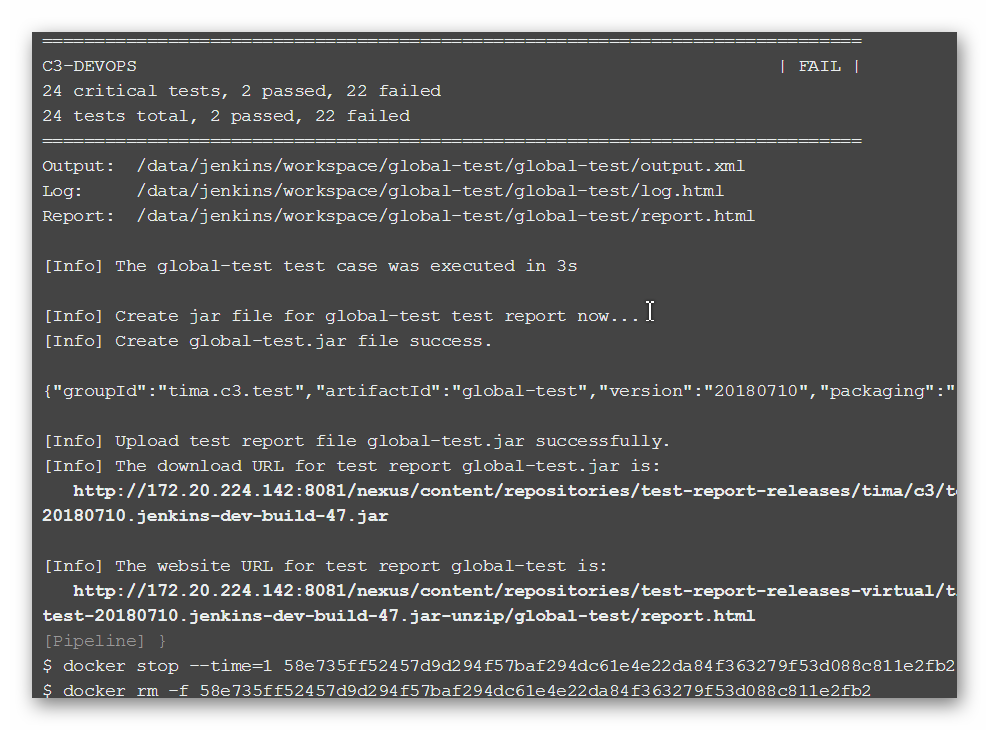 ==============================================================================
C3-DEVOPS | FAIL |
24 critical tests, 2 passed, 22 failed
24 tests total, 2 passed, 22 failed
==============================================================================
Output:  /data/jenkins/workspace/global-test/global-test/output.xml
Log:     /data/jenkins/workspace/global-test/global-test/log.html
Report:  /data/jenkins/workspace/global-test/global-test/report.html
[Info] The global-test test case was executed in 3s
[Info] Create jar file for global-test test report now...
[Info] Create global-test.jar file success.
{"groupId":"tima.c3.test","artifactId":"global-test","version":"20180710","packaging":"
[Info] Upload test report file global-test.jar successfully.
[Info] The download URL for test report global-test.jar is:
http://172.20.224.142:8081/nexus/content/repositories/test-report-releases/tima/c3/t
20180710.jenkins-dev-build-47.jar
[Info] The website URL for test report global-test is:
http://172.20.224.142:8081/nexus/content/repositories/test-report-releases-virtual/t
test-20180710.jenkins-dev-build-47.jar-unzip/global-test/report.html
[Pipeline] }
$ docker stop --time=1 58e735ff52457d9d294f57baf294dc61e4e22da84f363279f53d088c811e2fb2
$ docker rm -f 58e735ff52457d9d294f57baf294dc61e4e22da84f363279f53d088c811e2fb2